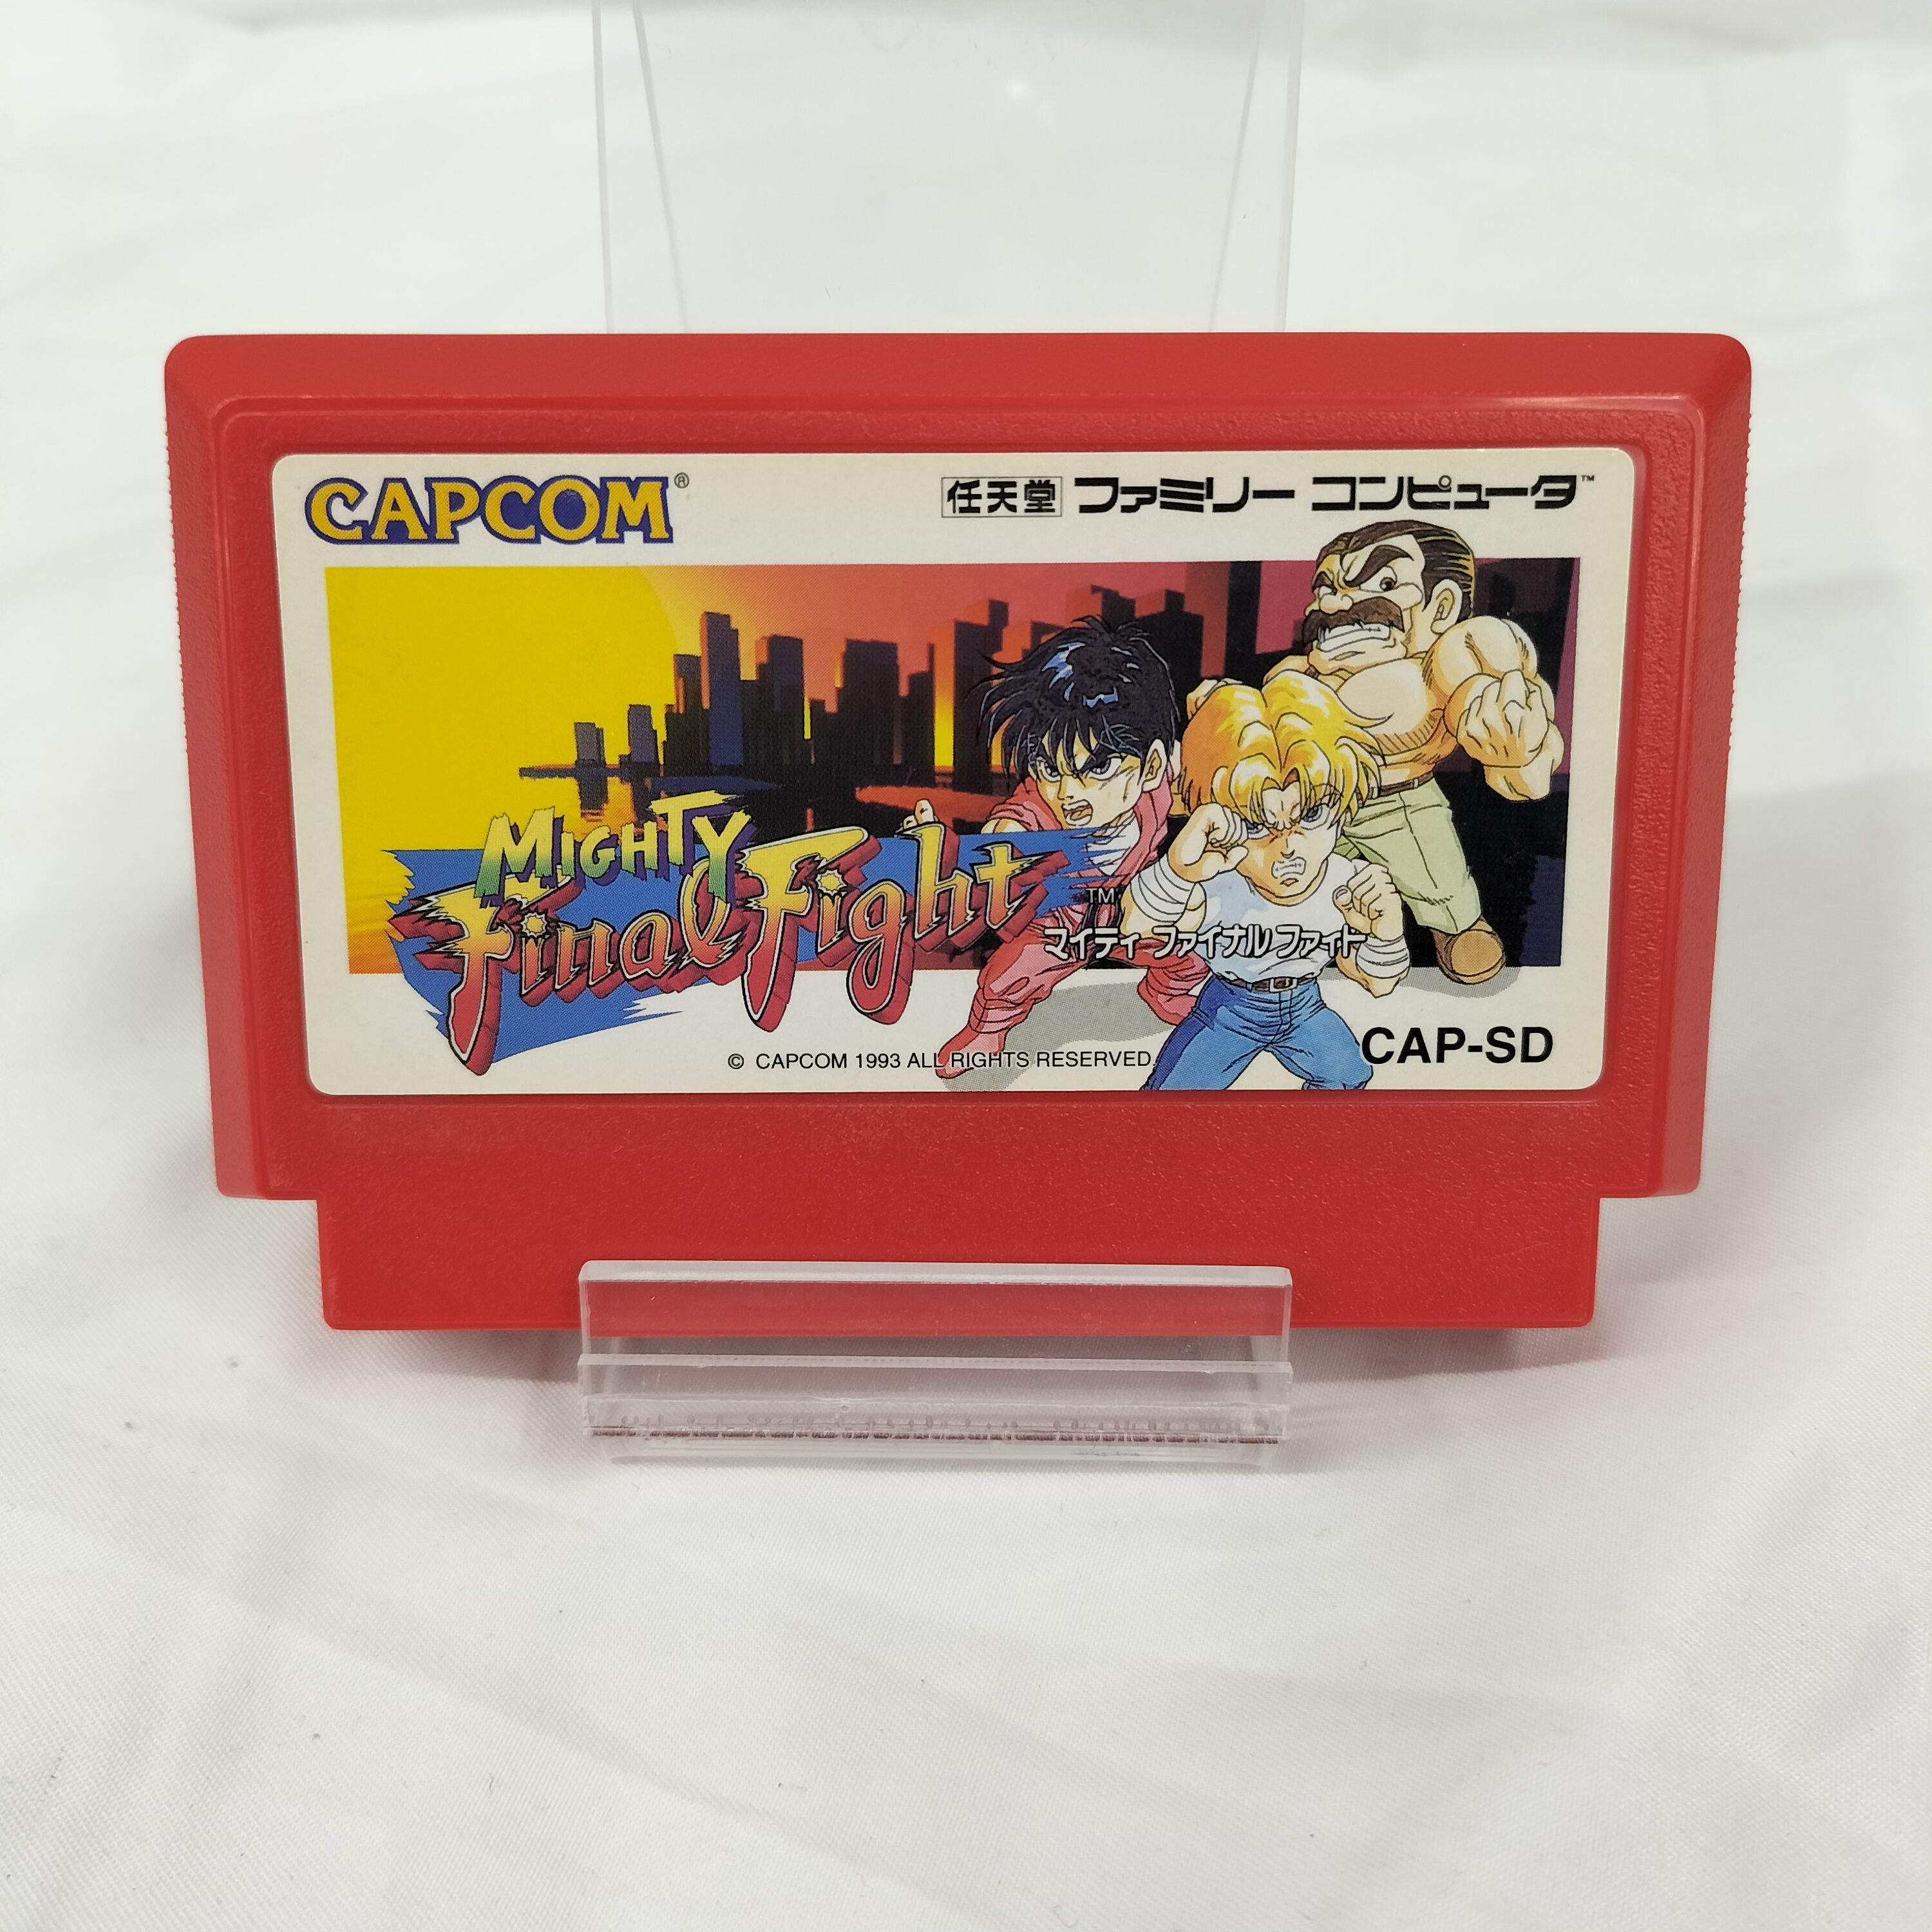 CAPCOM®
任天堂 ファミリー コンピュータ™
MIGHTY
Final Fight™
マイティ ファイナルファイト
© CAPCOM 1993 ALL RIGHTS RESERVED
CAP-SD